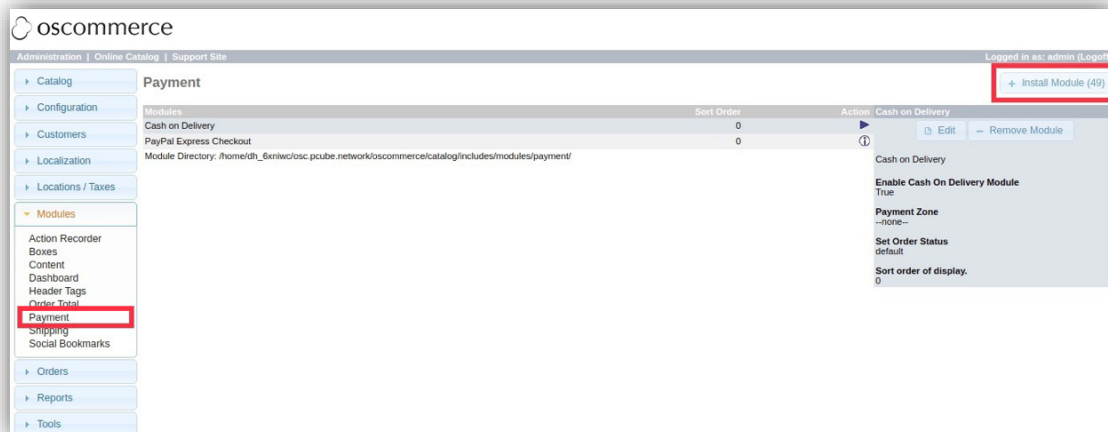 oscommerce
Administration | Online Catalog | Support Site
Logged in as: admin (Logoff
Catalog
Configuration
Customers
Localization
Locations / Taxes
Modules
Action Recorder
Boxes
Content
Dashboard
Header Tags
Order Total
Payment
Shipping
Social Bookmarks
Orders
Reports
Tools
Payment
+ Install Module (49)
Modules Sort Order Action
Cash on Delivery 0
PayPal Express Checkout 0
Module Directory: /home/dh_6xniwc/osc.pcube.network/oscommerce/catalog/includes/modules/payment/
Cash on Delivery
Edit
Remove Module
Cash on Delivery
Enable Cash On Delivery Module
True
Payment Zone
--none--
Set Order Status
default
Sort order of display.
0